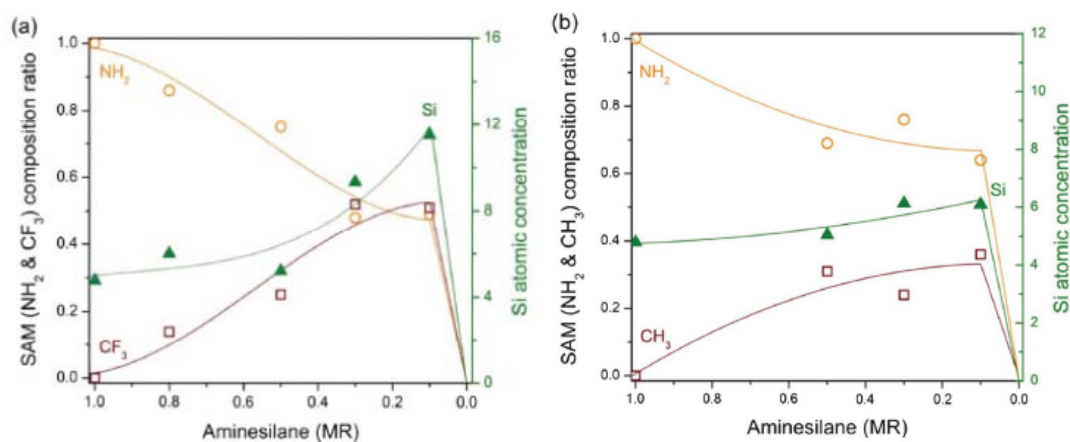 (a)
SAM (NH2 & CF3) composition ratio
1.0
0.8
0.6
0.4
0.2
0.0
NH2
Si
CF3
16
12
8
4
0
Si atomic concentration
1.0 0.8 0.6 0.4 0.2 0.0
Aminesilane (MR)
(b)
SAM (NH2 & CH3) composition ratio
1.0
0.8
0.6
0.4
0.2
0.0
NH2
Si
CH3
12
10
8
6
4
2
0
Si atomic concentration
1.0 0.8 0.6 0.4 0.2 0.0
Aminesilane (MR)